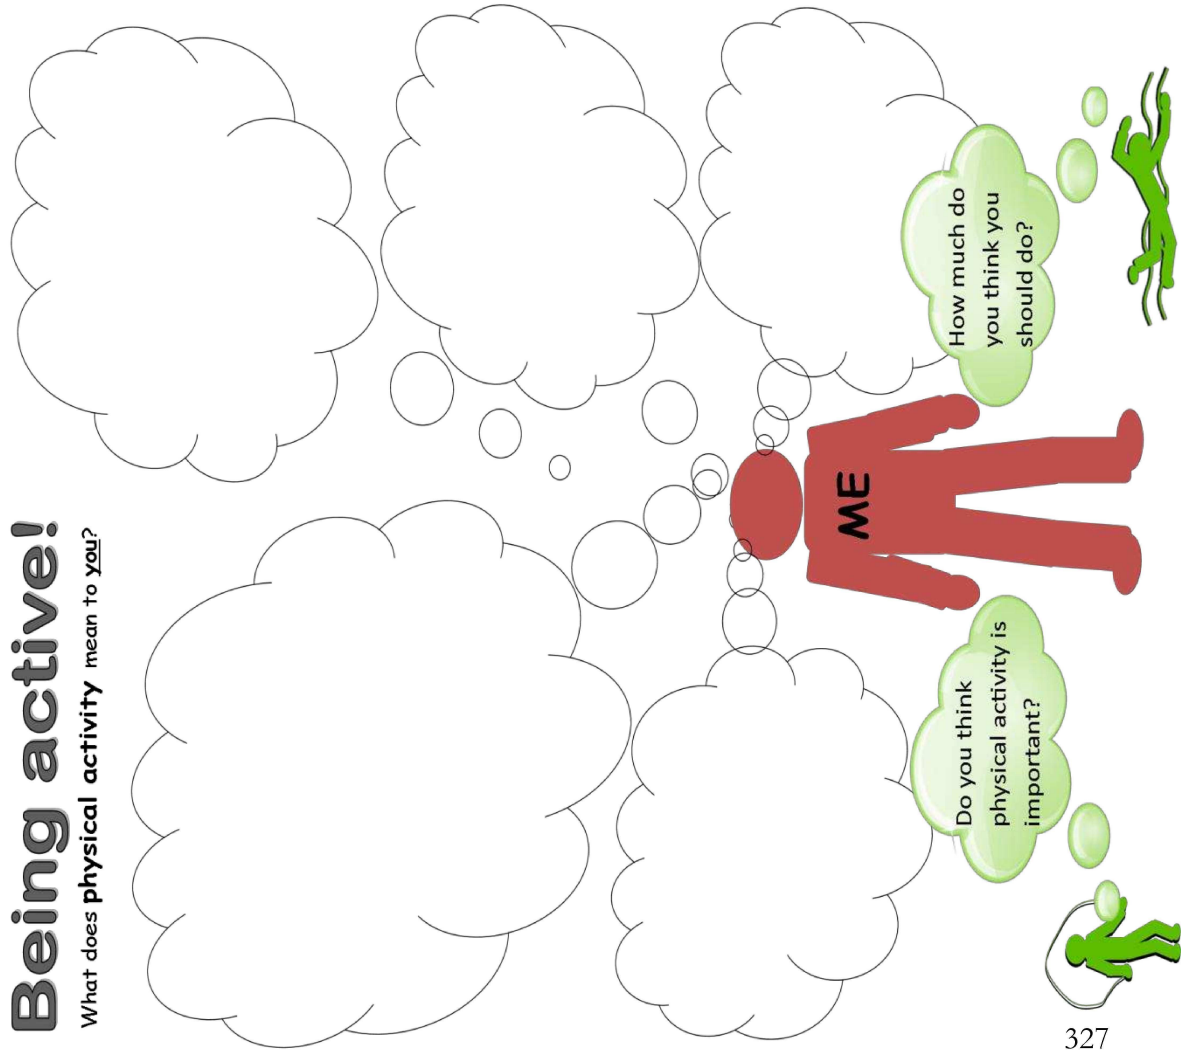 Being active!
What does physical activity mean to you?
ME
Do you think
physical activity is
important?
How much do
you think you
should do?
327